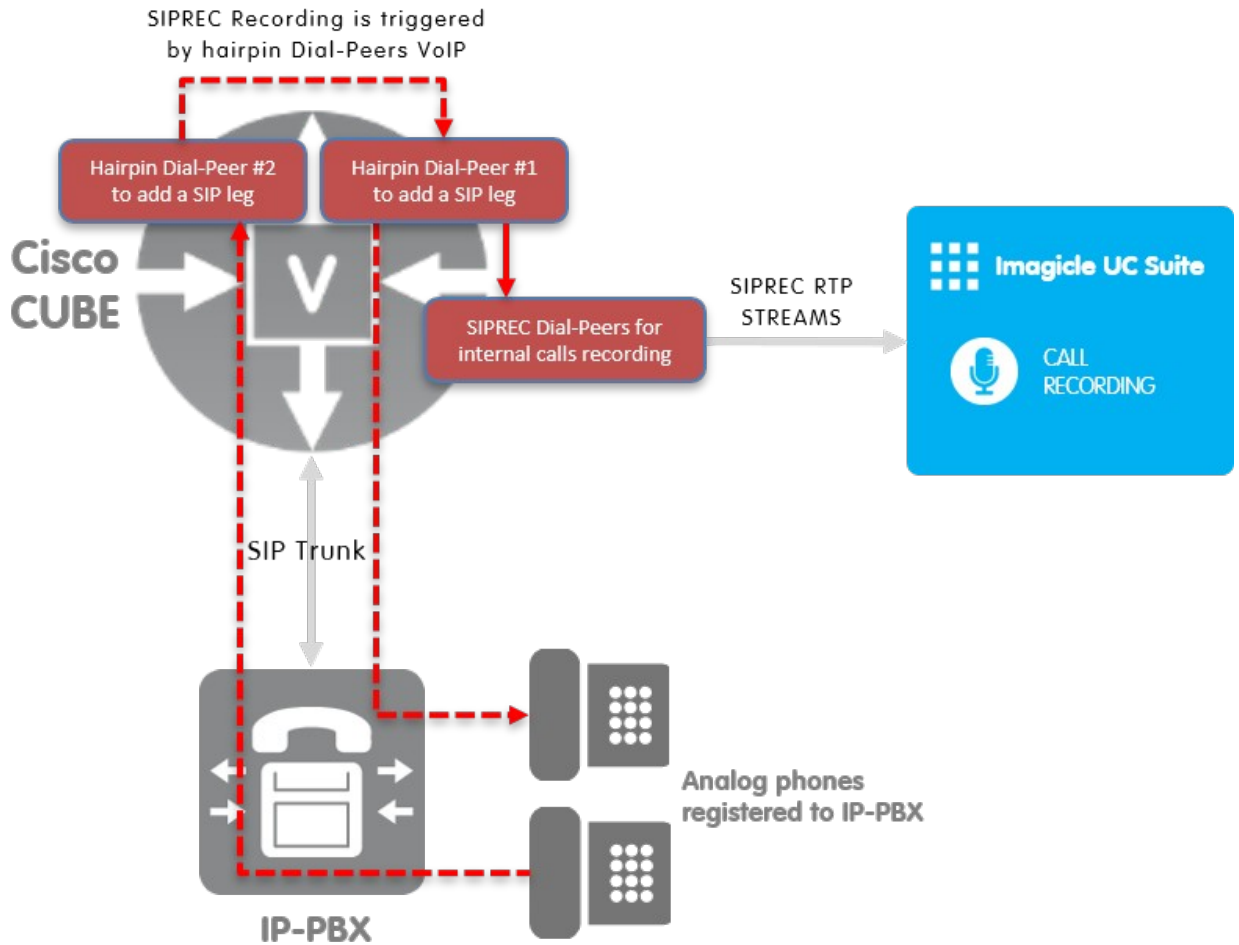 SIPREC Recording is triggered
by hairpin Dial-Peers VoIP
Hairpin Dial-Peer #2
to add a SIP leg
Hairpin Dial-Peer #1
to add a SIP leg
Cisco
CUBE
V
SIPREC Dial-Peers for
internal calls recording
SIPREC RTP
STREAMS
Imagicle UC Suite
CALL
RECORDING
SIP Trunk
Analog phones
registered to IP-PBX
IP-PBX